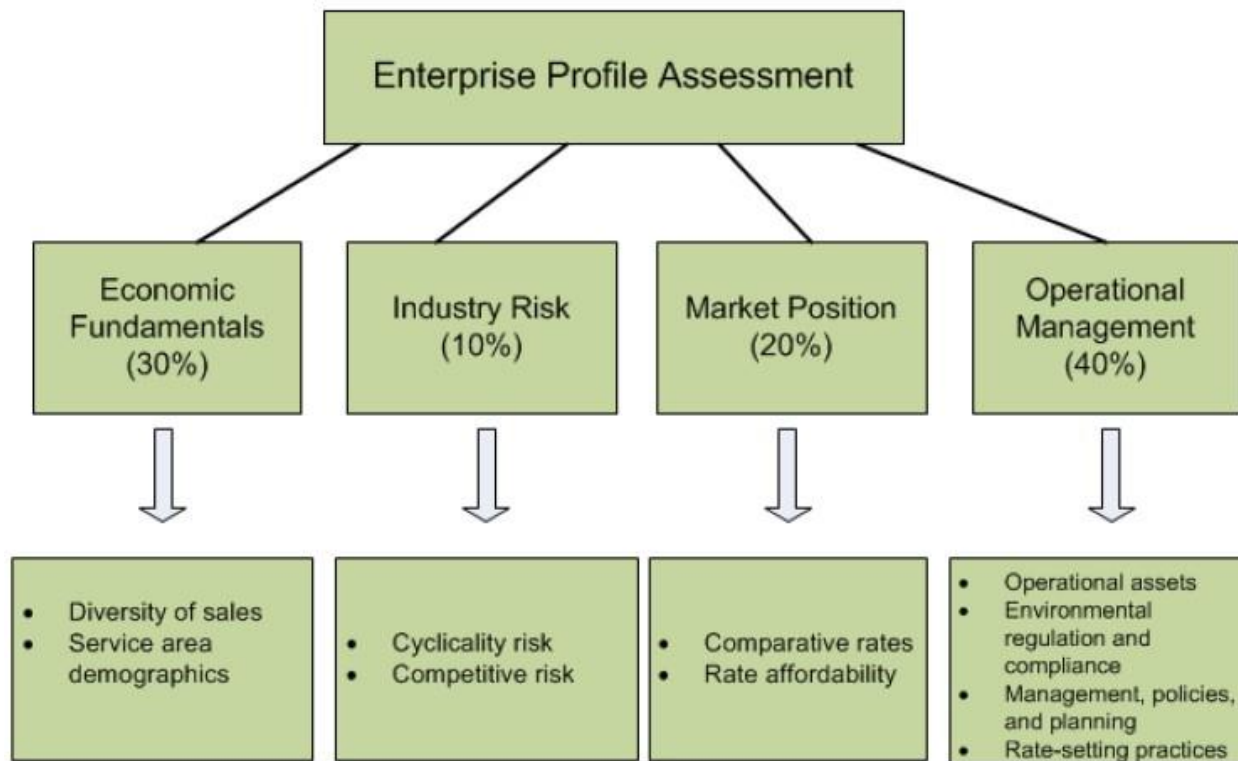 Enterprise Profile Assessment
Economic
Fundamentals
(30%)
Industry Risk
(10%)
Market Position
(20%)
Operational
Management
(40%)
• Diversity of sales
• Service area
demographics
• Cyclicality risk
• Competitive risk
• Comparative rates
• Rate affordability
• Operational assets
• Environmental
regulation and
compliance
• Management, policies,
and planning
• Rate-setting practices